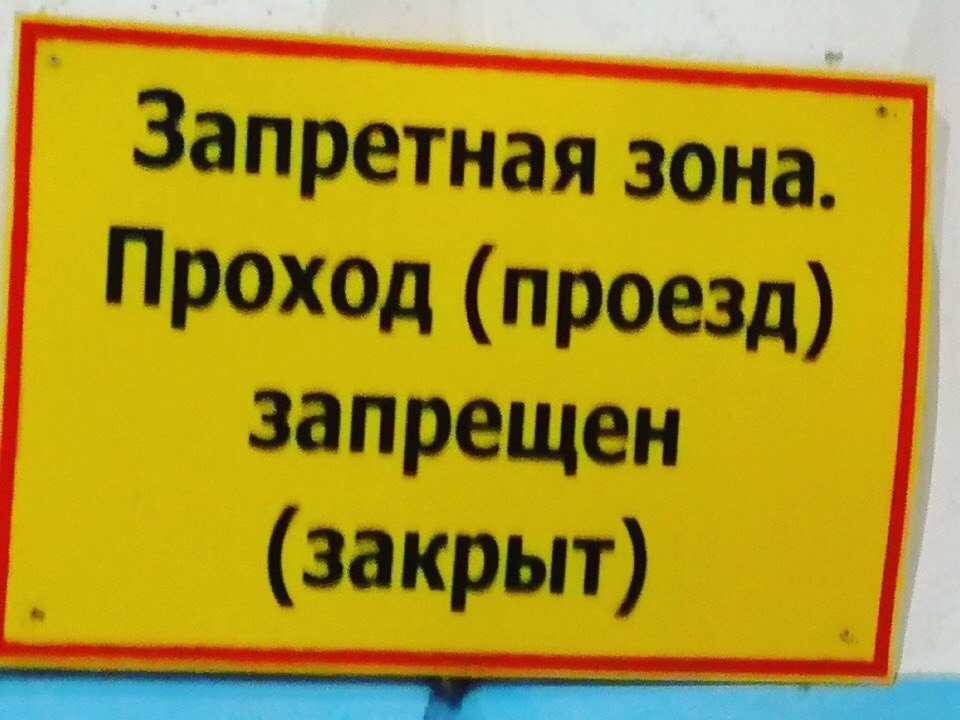 Запретная зона.
Проход (проезд)
запрещен
(закрыт)